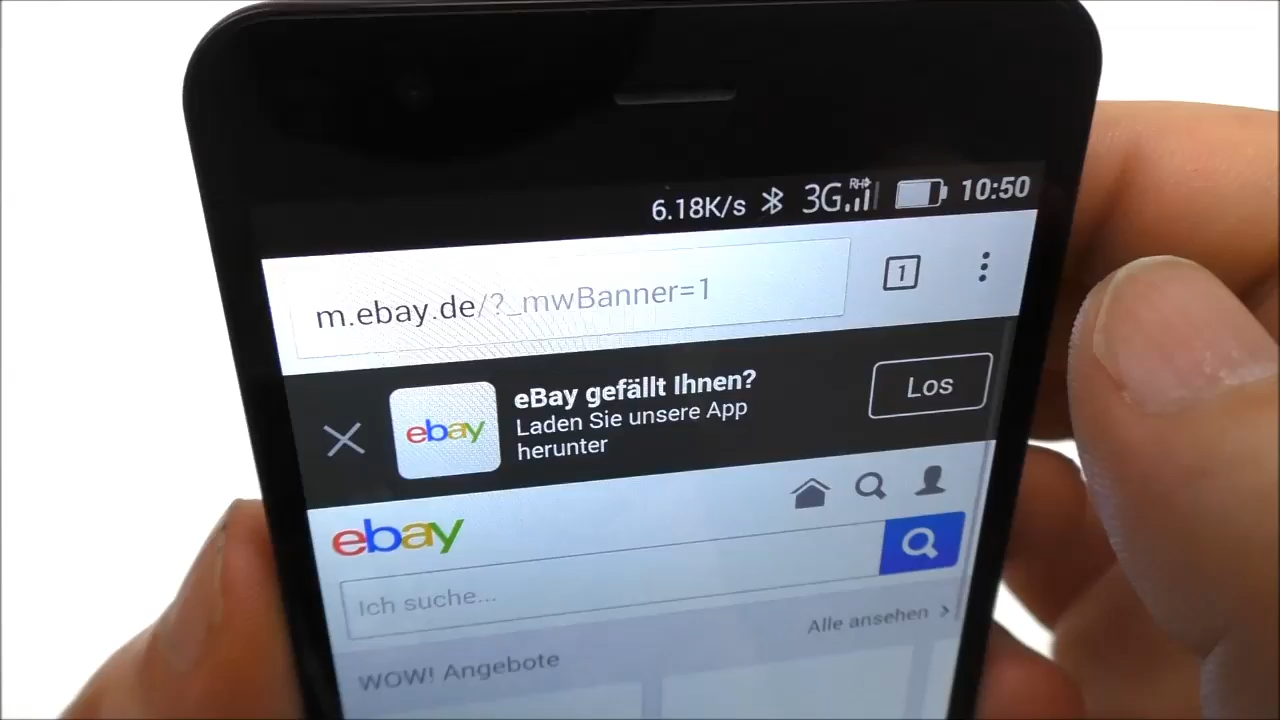 6.18K/s 3G RH 10:50
m.ebay.de/?_mwBanner=1
1
ebay
eBay gefällt Ihnen?
Laden Sie unsere App
herunter
Los
ebay
Ich suche...
Alle ansehen >
WOW! Angebote